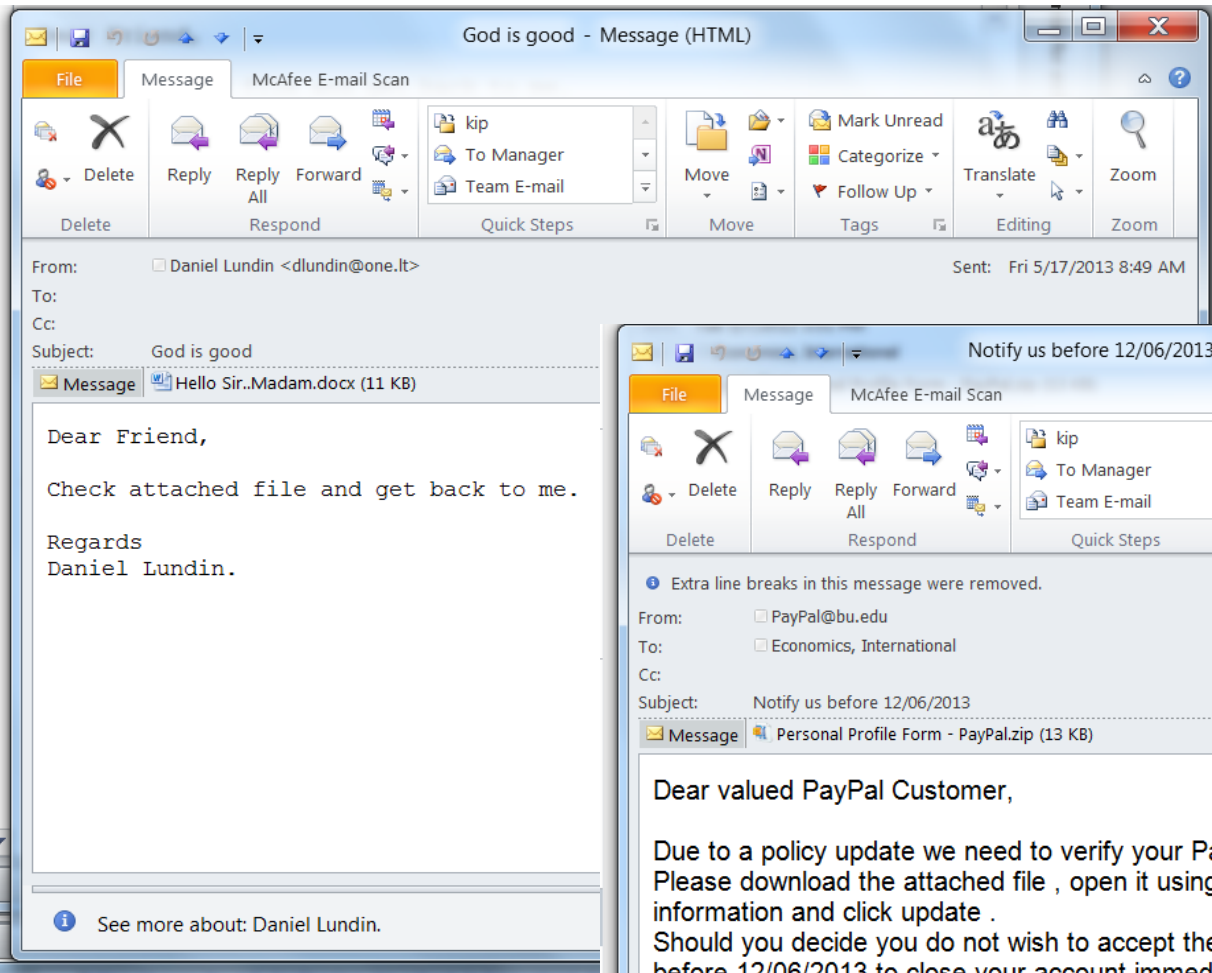 God is good - Message (HTML)
File Message McAfee E-mail Scan
Delete
Reply
Reply All
Forward
kip
To Manager
Team E-mail
Move
Mark Unread
Categorize
Follow Up
Translate
Zoom
Delete Respond Quick Steps Move Tags Editing Zoom
From: Daniel Lundin <dlundin@one.lt> Sent: Fri 5/17/2013 8:49 AM
To:
Cc:
Subject: God is good
Message Hello Sir..Madam.docx (11 KB)
Dear Friend,
Check attached file and get back to me.
Regards
Daniel Lundin.
See more about: Daniel Lundin.
Notify us before 12/06/2013
File Message McAfee E-mail Scan
Delete
Reply
Reply All
Forward
kip
To Manager
Team E-mail
Delete Respond Quick Steps
Extra line breaks in this message were removed.
From: PayPal@bu.edu
To: Economics, International
Cc:
Subject: Notify us before 12/06/2013
Message Personal Profile Form - PayPal.zip (13 KB)
Dear valued PayPal Customer,
Due to a policy update we need to verify your
Please download the attached file , open it using
information and click update .
Should you decide you do not wish to accept the
before 12/06/2013 to close your account